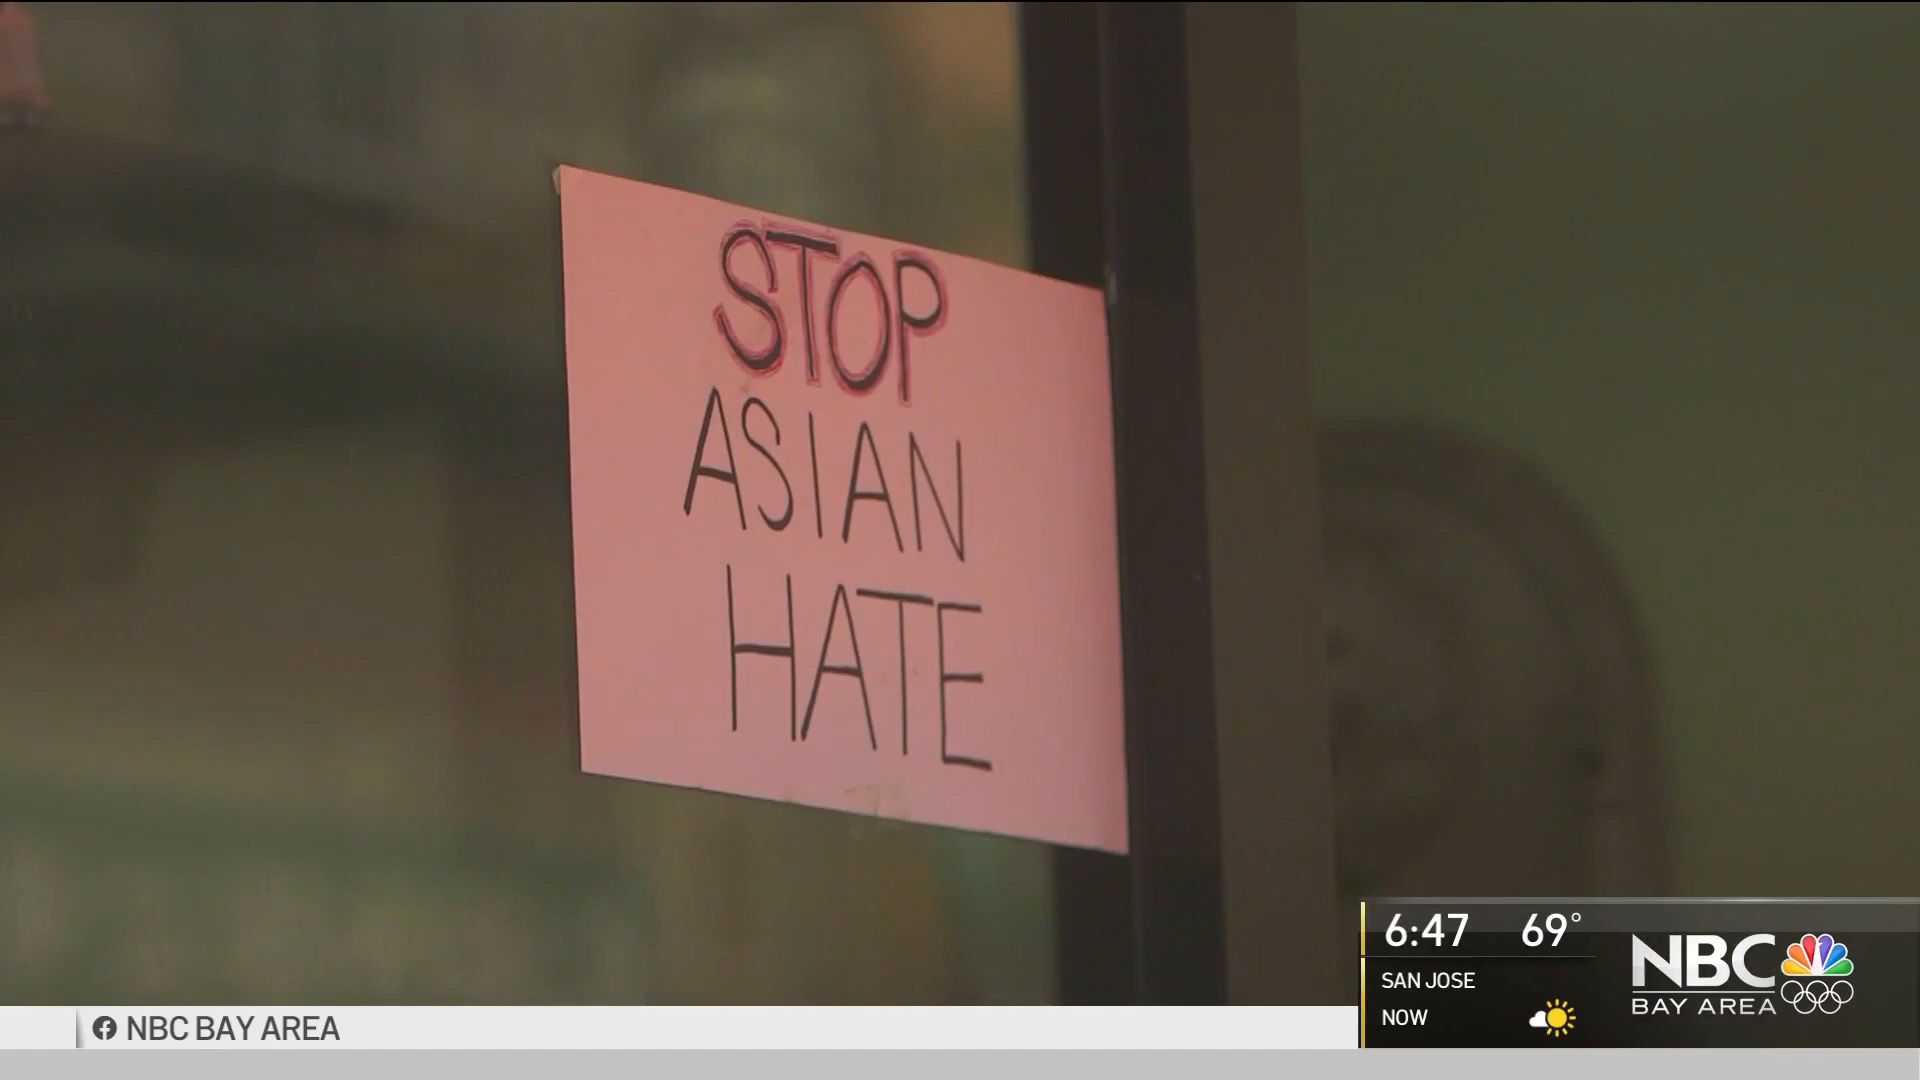 STOP
ASIAN
HATE
6:47 69°
SAN JOSE
NOW
NBC
BAY AREA
NBC BAY AREA